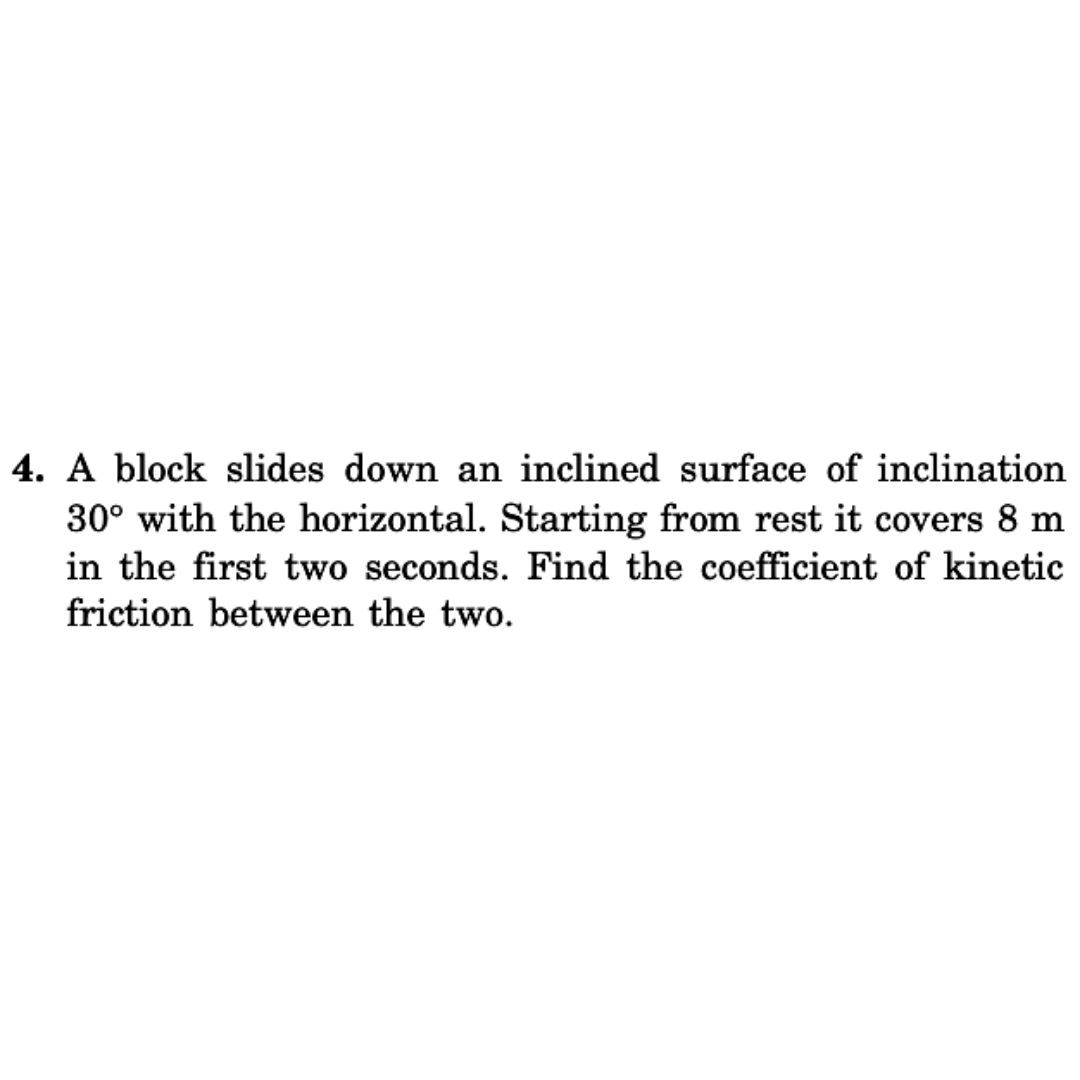 4. A block slides down an inclined surface of inclination
30° with the horizontal. Starting from rest it covers 8 m
in the first two seconds. Find the coefficient of kinetic
friction between the two.